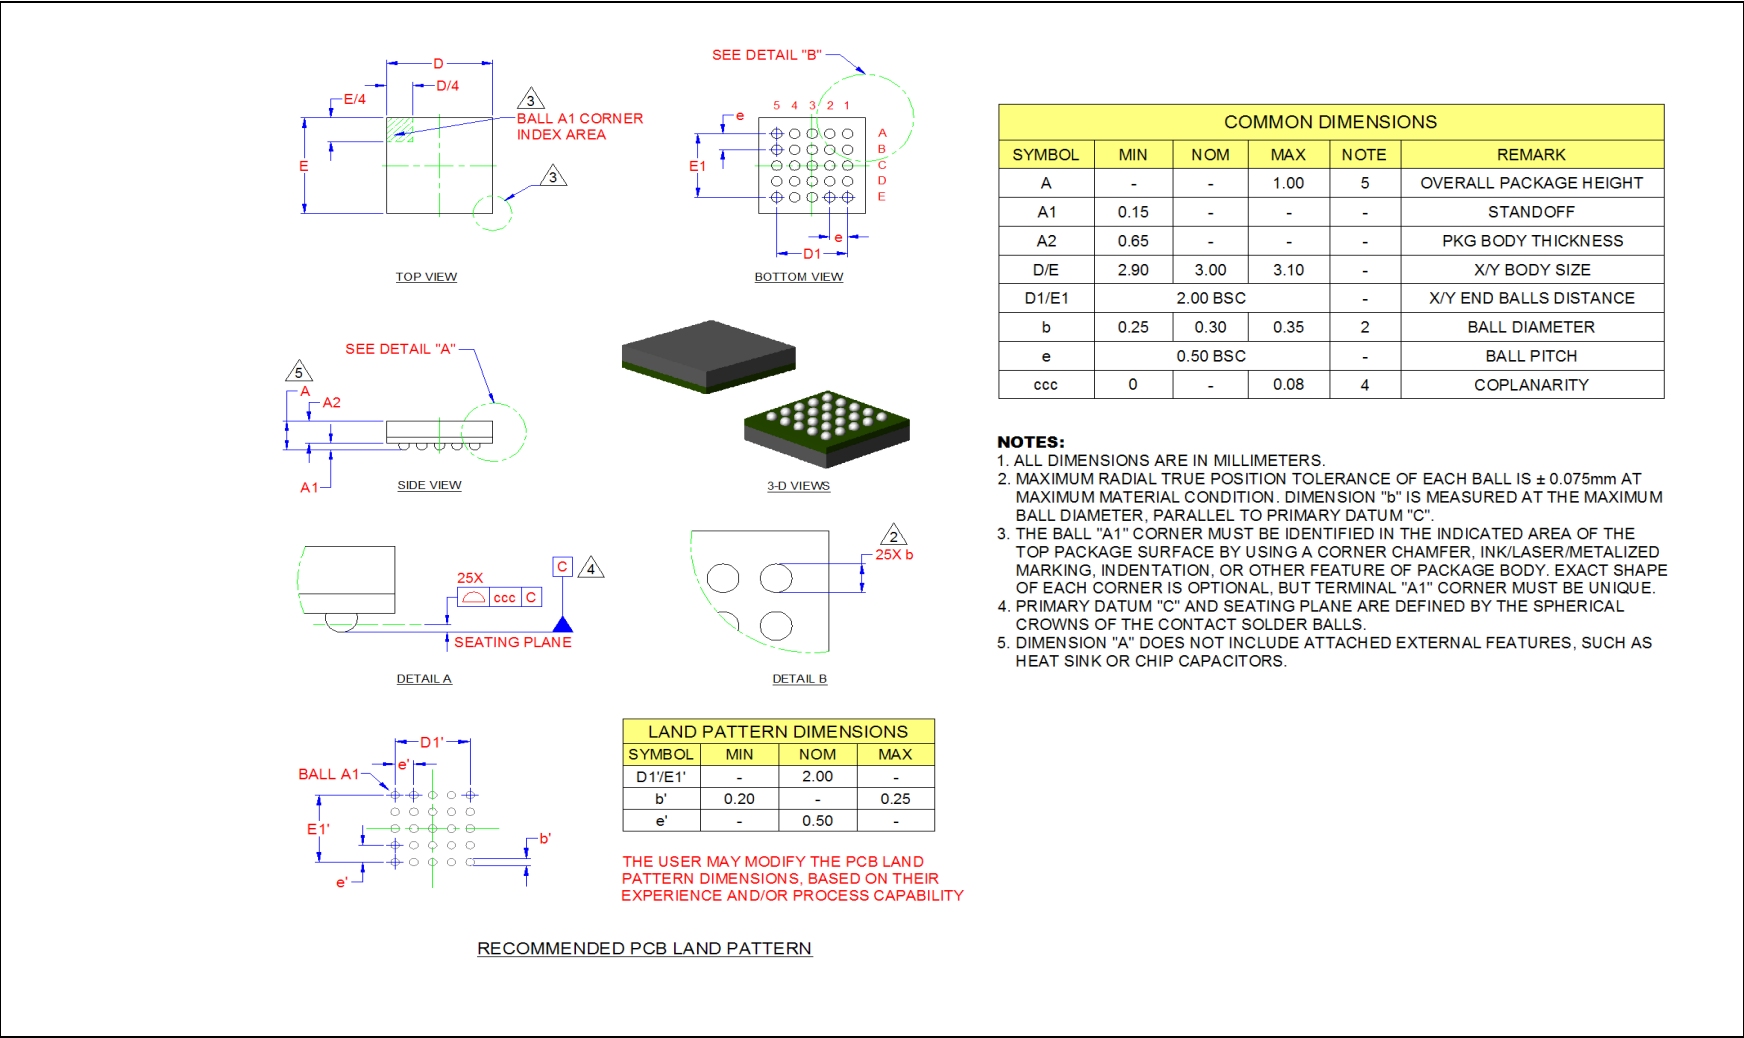 SEE DETAIL "B"
D
D/4
E/4
3
BALL A1 CORNER
INDEX AREA
E
3
TOP VIEW
5 4 3 2 1
e
A
B
C
D
E
E1
e
D1
BOTTOM VIEW
SEE DETAIL "A"
5
A
A2
A1
SIDE VIEW
3-D VIEWS
25X
ccc C
C
4
SEATING PLANE
DETAIL A
2
25X b
DETAIL B
COMMON DIMENSIONS
SYMBOL MIN NOM MAX NOTE REMARK
A - - 1.00 5 OVERALL PACKAGE HEIGHT
A1 0.15 - - - STANDOFF
A2 0.65 - - - PKG BODY THICKNESS
D/E 2.90 3.00 3.10 - X/Y BODY SIZE
D1/E1 2.00 BSC - X/Y END BALLS DISTANCE
b 0.25 0.30 0.35 2 BALL DIAMETER
e 0.50 BSC - BALL PITCH
ccc 0 - 0.08 4 COPLANARITY
NOTES:
1. ALL DIMENSIONS ARE IN MILLIMETERS.
2. MAXIMUM RADIAL TRUE POSITION TOLERANCE OF EACH BALL IS ± 0.075mm AT
MAXIMUM MATERIAL CONDITION. DIMENSION "b" IS MEASURED AT THE MAXIMUM
BALL DIAMETER, PARALLEL TO PRIMARY DATUM "C".
3. THE BALL "A1" CORNER MUST BE IDENTIFIED IN THE INDICATED AREA OF THE
TOP PACKAGE SURFACE BY USING A CORNER CHAMFER, INK/LASER/METALIZED
MARKING, INDENTATION, OR OTHER FEATURE OF PACKAGE BODY. EXACT SHAPE
OF EACH CORNER IS OPTIONAL, BUT TERMINAL "A1" CORNER MUST BE UNIQUE.
4. PRIMARY DATUM "C" AND SEATING PLANE ARE DEFINED BY THE SPHERICAL
CROWNS OF THE CONTACT SOLDER BALLS.
5. DIMENSION "A" DOES NOT INCLUDE ATTACHED EXTERNAL FEATURES, SUCH AS
HEAT SINK OR CHIP CAPACITORS.
D1'
e'
BALL A1
E1'
b'
e'
LAND PATTERN DIMENSIONS
SYMBOL MIN NOM MAX
D1'/E1' - 2.00 -
b' 0.20 - 0.25
e' - 0.50 -
THE USER MAY MODIFY THE PCB LAND
PATTERN DIMENSIONS, BASED ON THEIR
EXPERIENCE AND/OR PROCESS CAPABILITY
RECOMMENDED PCB LAND PATTERN